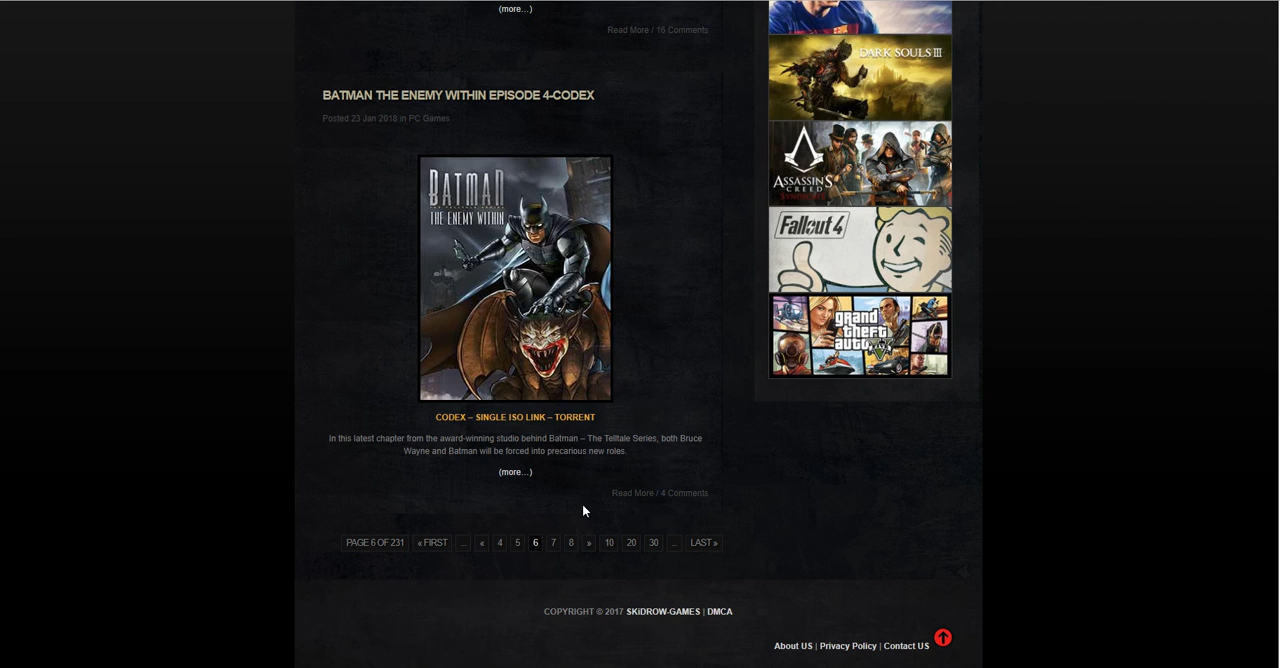 (more…)
Read More / 16 Comments
BATMAN THE ENEMY WITHIN EPISODE 4-CODEX
Posted 23 Jan 2018 in PC Games
BATMAN
THE ENEMY WITHIN
CODEX – SINGLE ISO LINK – TORRENT
In this latest chapter from the award-winning studio behind Batman – The Telltale Series, both Bruce
Wayne and Batman will be forced into precarious new roles.
(more…)
Read More / 4 Comments
PAGE 6 OF 231 « FIRST ... « 4 5 6 7 8 » 10 20 30 ... LAST »
DARK SOULS III
ASSASSIN'S
CREED
SYNDICATE
Fallout 4
grand
theft
auto
V
COPYRIGHT © 2017 SKiDROW-GAMES | DMCA
About US | Privacy Policy | Contact US